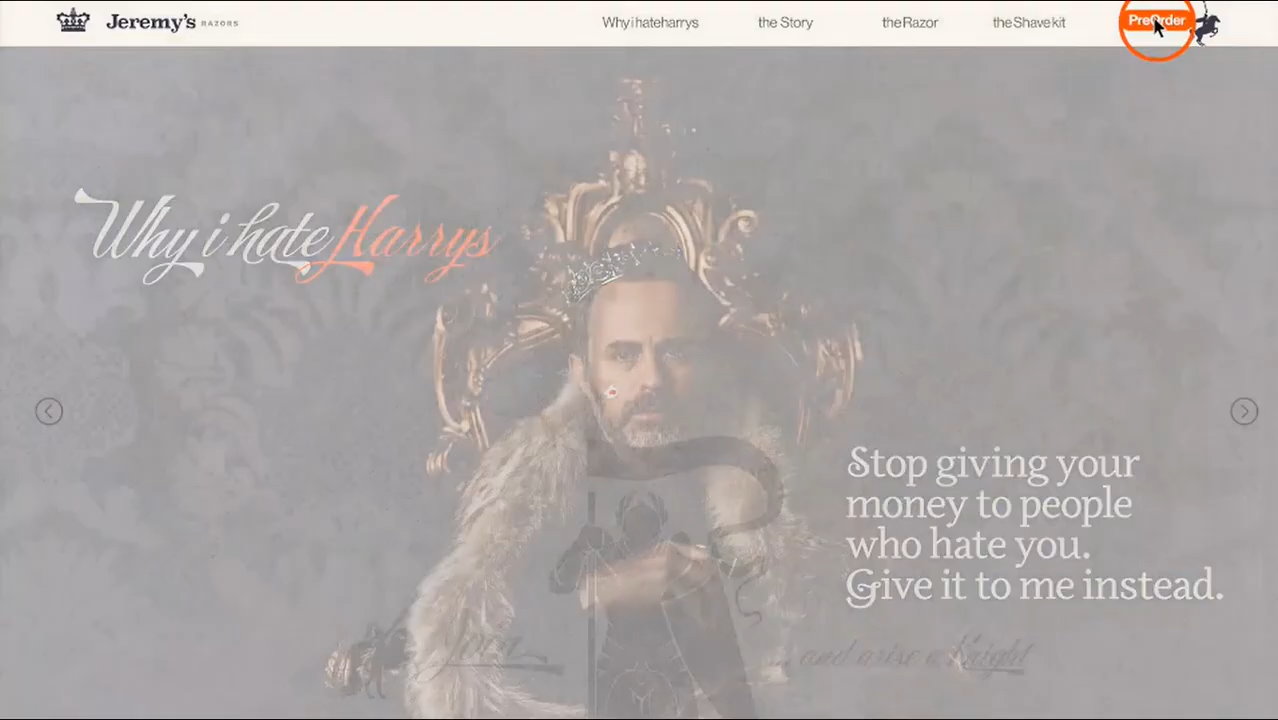 Jeremy's RAZORS
Why i hate harrys
the Story
the Razor
the Shave kit
PreOrder
Why i hate Harrys
Stop giving your
money to people
who hate you.
Give it to me instead.
Join
... and arise a Knight